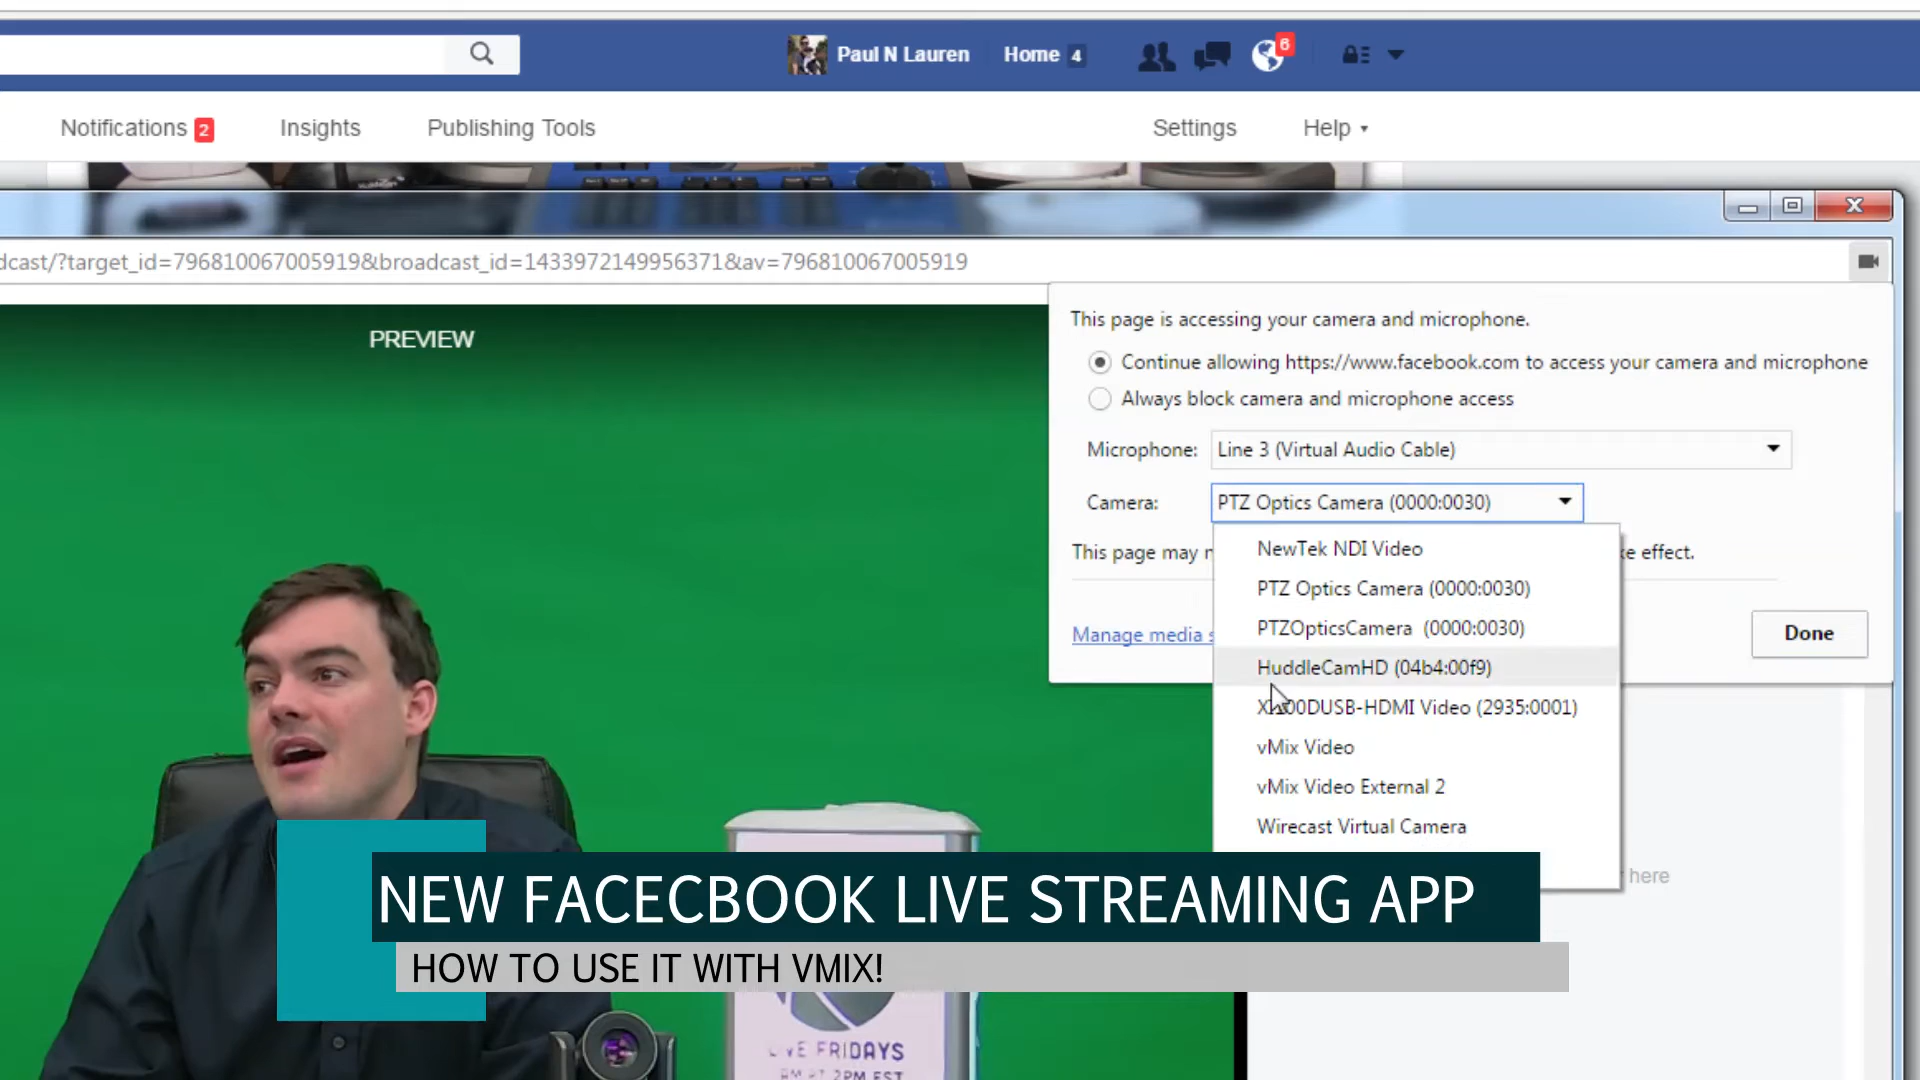 Paul N Lauren Home 4 6
Notifications 2 Insights Publishing Tools Settings Help
dcast/?target_id=796810067005919&broadcast_id=1433972149956371&av=796810067005919
PREVIEW
This page is accessing your camera and microphone.
Continue allowing https://www.facebook.com to access your camera and microphone
Always block camera and microphone access
Microphone: Line 3 (Virtual Audio Cable)
Camera: PTZ Optics Camera (0000:0030)
NewTek NDI Video
This page may
effect.
PTZ Optics Camera (0000:0030)
PTZOpticsCamera (0000:0030)
Manage media
Done
HuddleCamHD (04b4:00f9)
Video (2935:0001)
vMix Video
vMix Video External 2
Wirecast Virtual Camera
here
NEW FACECBOOK LIVE STREAMING APP
HOW TO USE IT WITH VMIX!
FRIDAYS
2PM EST